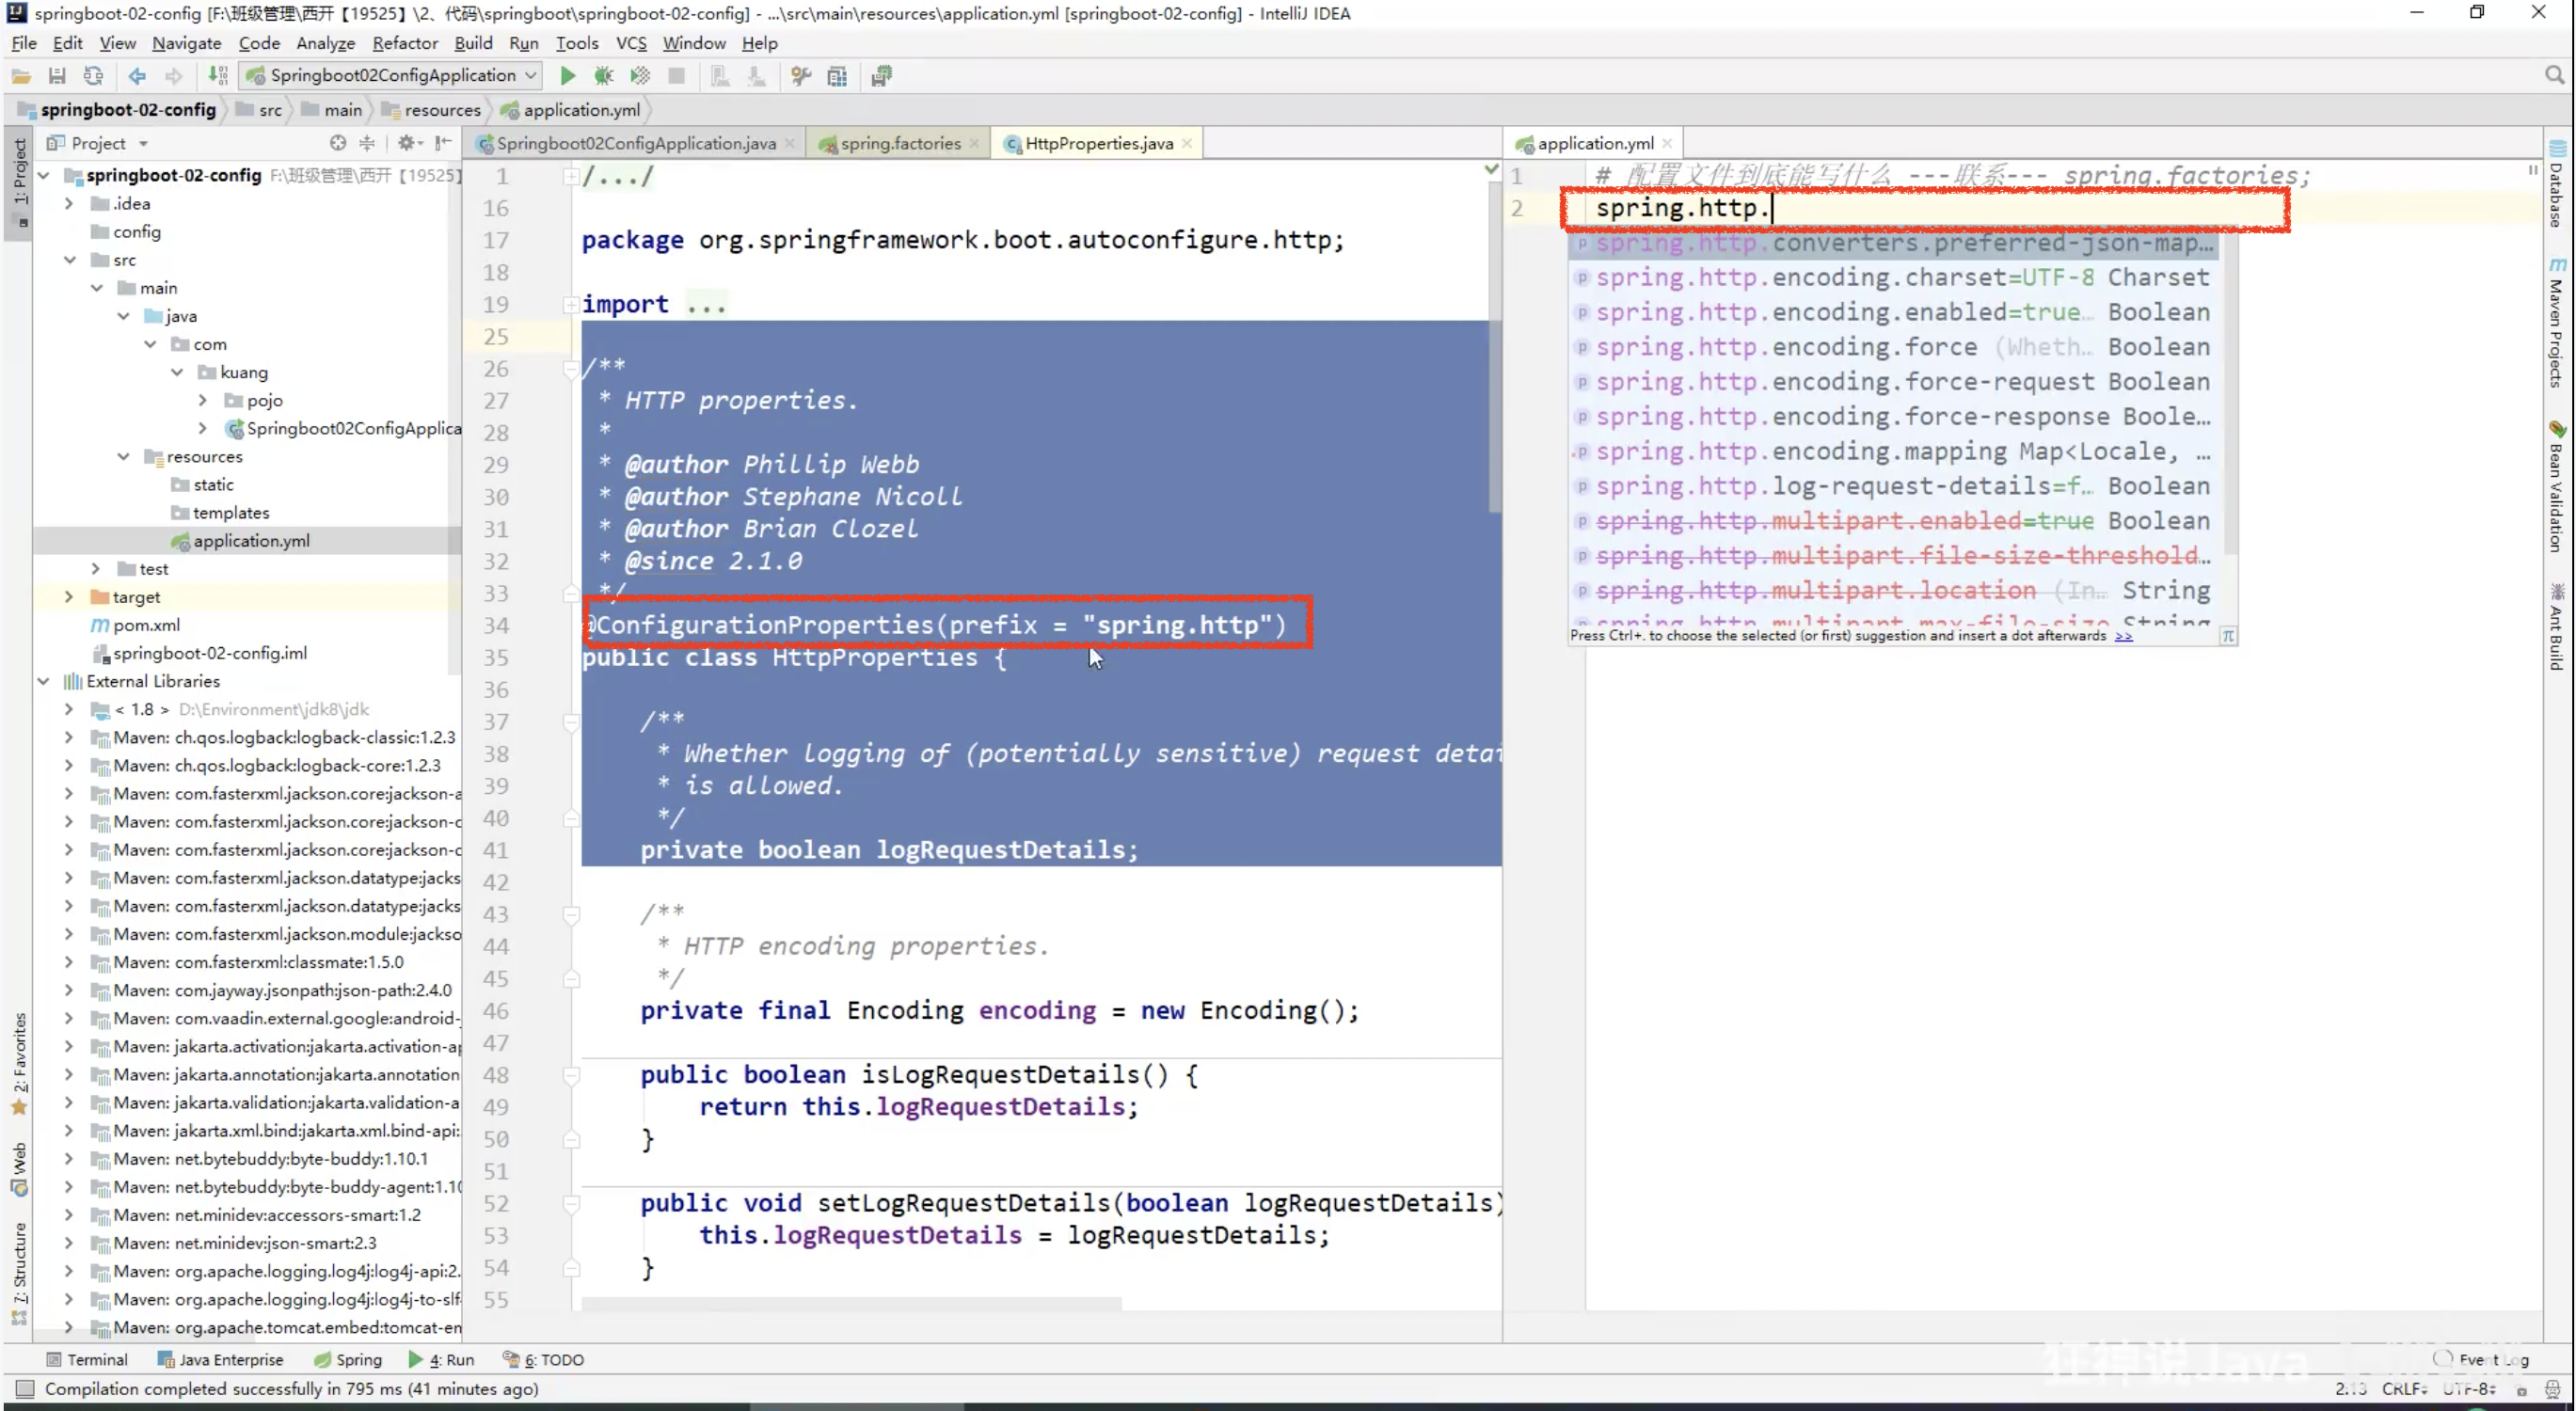 springboot-02-config [F:\班级管理\西开【19525】\2、代码\springboot\springboot-02-config] - ...\src\main\resources\application.yml [springboot-02-config] - IntelliJ IDEA
File Edit View Navigate Code Analyze Refactor Build Run Tools VCS Window Help
Springboot02ConfigApplication
springboot-02-config src main resources application.yml
1: Project
Project
springboot-02-config F:\班级管理\西开【19525】
.idea
config
src
main
java
com
kuang
pojo
Springboot02ConfigApplica
resources
static
templates
application.yml
test
target
pom.xml
springboot-02-config.iml
External Libraries
< 1.8 > D:\Environment\jdk8\jdk
Maven: ch.qos.logback:logback-classic:1.2.3
Maven: ch.qos.logback:logback-core:1.2.3
Maven: com.fasterxml.jackson.core:jackson-a
Maven: com.fasterxml.jackson.core:jackson-c
Maven: com.fasterxml.jackson.core:jackson-c
Maven: com.fasterxml.jackson.datatype:jacks
Maven: com.fasterxml.jackson.datatype:jacks
Maven: com.fasterxml.jackson.module:jackso
Maven: com.fasterxml:classmate:1.5.0
Maven: com.jayway.jsonpath:json-path:2.4.0
Maven: com.vaadin.external.google:android-
Maven: jakarta.activation:jakarta.activation-ap
Maven: jakarta.annotation:jakarta.annotation
Maven: jakarta.validation:jakarta.validation-a
Maven: jakarta.xml.bind:jakarta.xml.bind-api:
Maven: net.bytebuddy:byte-buddy:1.10.1
Maven: net.bytebuddy:byte-buddy-agent:1.10
Maven: net.minidev:accessors-smart:1.2
Maven: net.minidev:json-smart:2.3
Maven: org.apache.logging.log4j:log4j-api:2.
Maven: org.apache.logging.log4j:log4j-to-slf
Maven: org.apache.tomcat.embed:tomcat-en
2: Favorites
Web
7: Structure
Springboot02ConfigApplication.java spring.factories HttpProperties.java
1 /.../
16
17 package org.springframework.boot.autoconfigure.http;
18
19 import ...
25
26 /**
27 * HTTP properties.
28 *
29 * @author Phillip Webb
30 * @author Stephane Nicoll
31 * @author Brian Clozel
32 * @since 2.1.0
33 */
34 @ConfigurationProperties(prefix = "spring.http")
35 public class HttpProperties {
36
37 /**
38 * Whether logging of (potentially sensitive) request detai
39 * is allowed.
40 */
41 private boolean logRequestDetails;
42
43 /**
44 * HTTP encoding properties.
45 */
46 private final Encoding encoding = new Encoding();
47
48 public boolean isLogRequestDetails() {
49 return this.logRequestDetails;
50 }
51
52 public void setLogRequestDetails(boolean logRequestDetails)
53 this.logRequestDetails = logRequestDetails;
54 }
55
application.yml
1 # 配置文件到底能写什么 ---联系--- spring.factories;
2 spring.http.
spring.http.converters.preferred-json-map…
spring.http.encoding.charset=UTF-8 Charset
spring.http.encoding.enabled=true… Boolean
spring.http.encoding.force (Wheth… Boolean
spring.http.encoding.force-request Boolean
spring.http.encoding.force-response Boole…
spring.http.encoding.mapping Map<Locale, …
spring.http.log-request-details=f… Boolean
spring.http.multipart.enabled=true Boolean
spring.http.multipart.file-size-threshold…
spring.http.multipart.location (In… String
spring.http.multipart.max-file-size String
Press Ctrl+. to choose the selected (or first) suggestion and insert a dot afterwards >> π
Database
Maven Projects
Bean Validation
Ant Build
Terminal Java Enterprise Spring 4: Run 6: TODO
狂神说Java
Event Log
Compilation completed successfully in 795 ms (41 minutes ago)
2:13 CRLF UTF-8